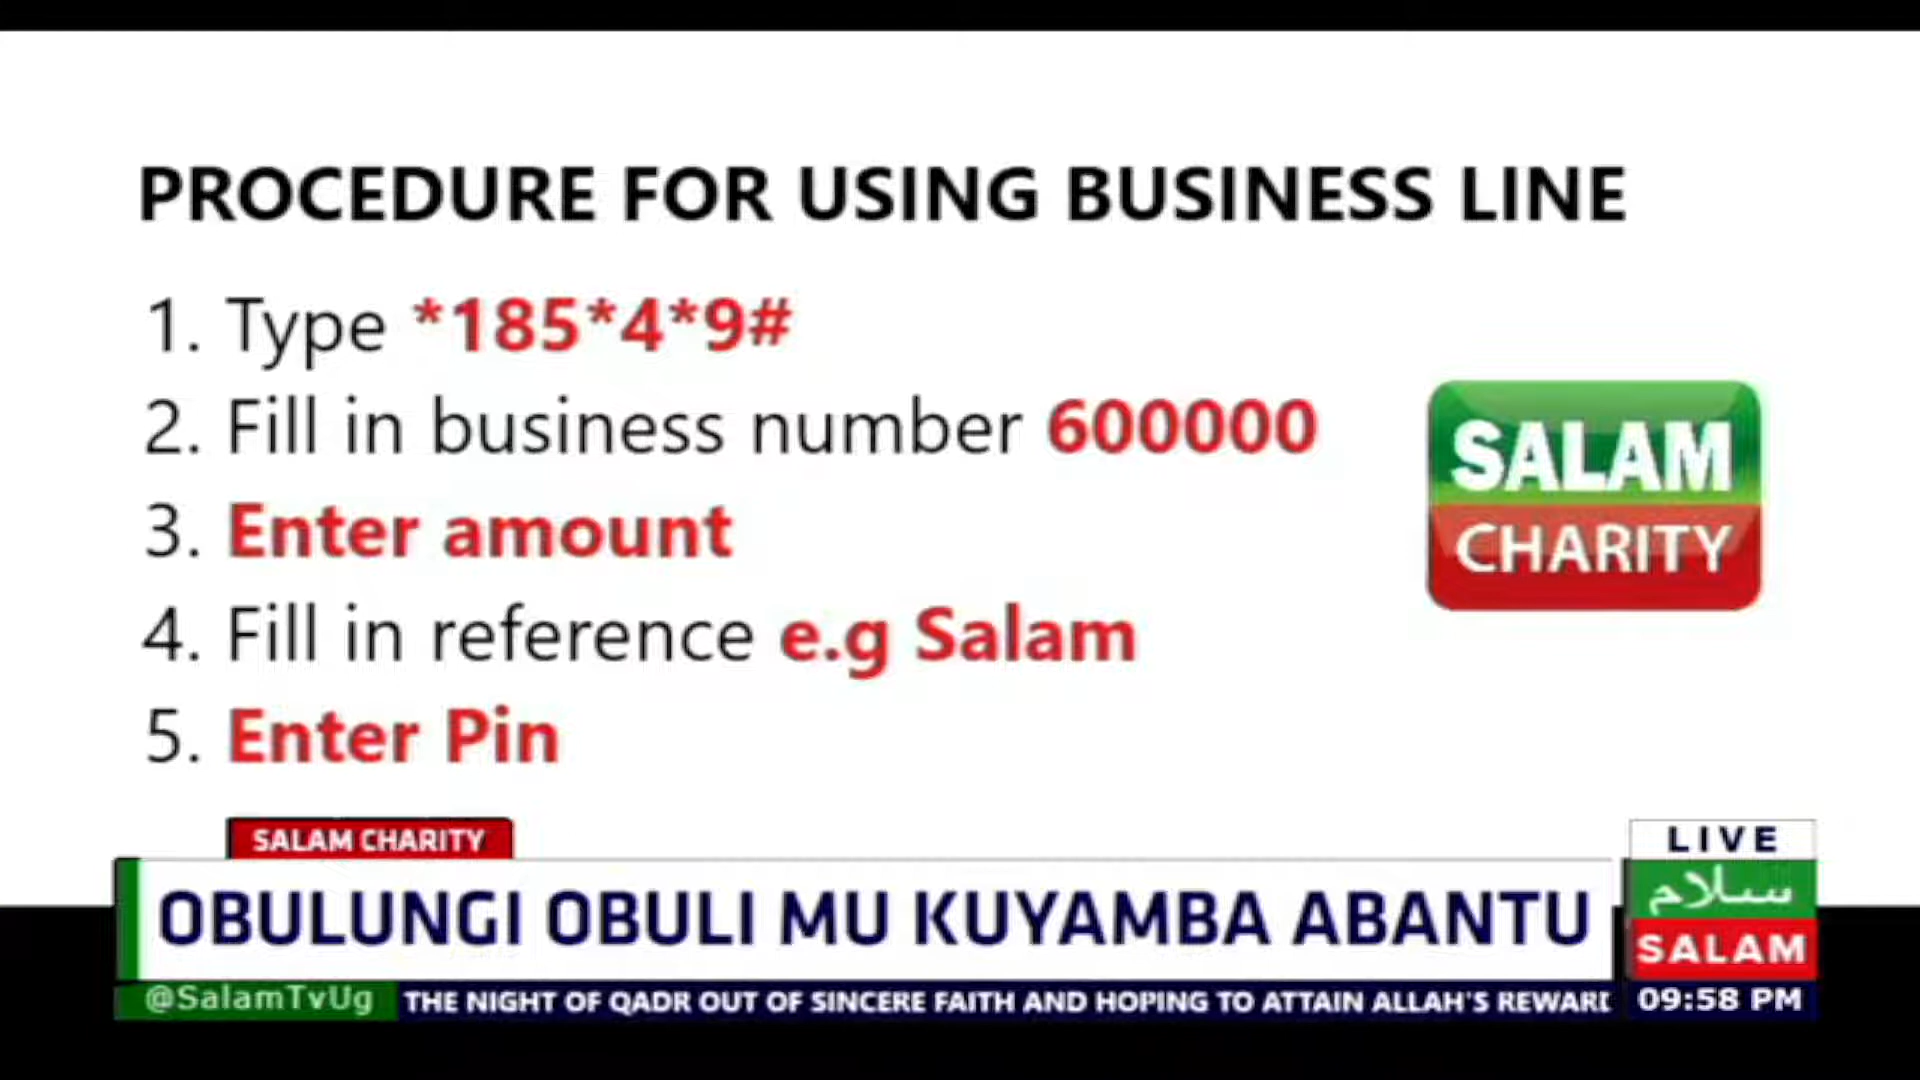 PROCEDURE FOR USING BUSINESS LINE
1. Type *185*4*9#
2. Fill in business number 600000
3. Enter amount
4. Fill in reference e.g Salam
5. Enter Pin
SALAM
CHARITY
SALAM CHARITY
OBULUNGI OBULI MU KUYAMBA ABANTU
@SalamTvUg
THE NIGHT OF QADR OUT OF SINCERE FAITH AND HOPING TO ATTAIN ALLAH'S REWARD
LIVE
سلام
SALAM
09:58 PM